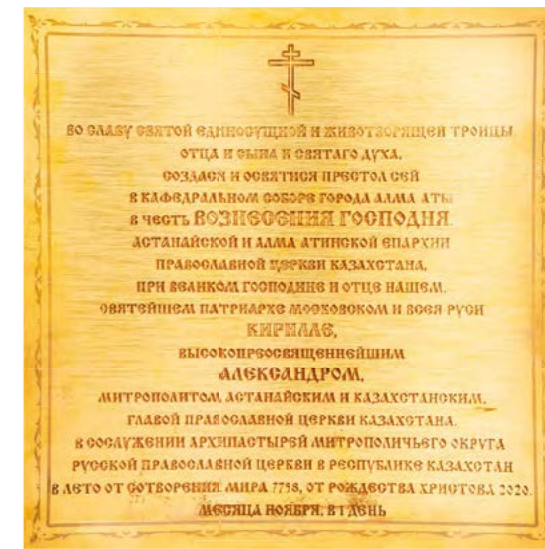 ВО СЛАВУ СВЯТОЙ ЕДИНОСУЩНОЙ И ЖИВОТВОРЯЩЕЙ ТРОИЦЫ
ОТЦА И СЫНА И СВЯТАГО ДУХА,
СОЗДАСЯ И ОСВЯТИСЯ ПРЕСТОЛ СЕЙ
В КАФЕДРАЛЬНОМ СОБОРЕ ГОРОДА АЛМА АТЫ
В ЧЕСТЬ ВОЗНЕСЕНИЯ ГОСПОДНЯ.
АСТАНАЙСКОЙ И АЛМА АТИНСКОЙ ЕПАРХИИ
ПРАВОСЛАВНОЙ ЦЕРКВИ КАЗАХСТАНА,
ПРИ ВЕЛИКОМ ГОСПОДИНЕ И ОТЦЕ НАШЕМ,
СВЯТЕЙШЕМ ПАТРИАРХЕ МОСКОВСКОМ И ВСЕЯ РУСИ
КИРИЛЛЕ,
ВЫСОКОПРЕОСВЯЩЕННЕЙШИМ
АЛЕКСАНДРОМ,
МИТРОПОЛИТОМ, АСТАНАЙСКИМ И КАЗАХСТАНСКИМ,
ГЛАВОЙ ПРАВОСЛАВНОЙ ЦЕРКВИ КАЗАХСТАНА.
В СОСЛУЖЕНИИ АРХИПАСТЫРЕЙ МИТРОПОЛИЧЬЕГО ОКРУГА
РУССКОЙ ПРАВОСЛАВНОЙ ЦЕРКВИ В РЕСПУБЛИКЕ КАЗАХСТАН
В ЛЕТО ОТ СОТВОРЕНИЯ МИРА 7758, ОТ РОЖДЕСТВА ХРИСТОВА 2020.
МЕСЯЦА НОЯБРЯ, В 1 ДЕНЬ